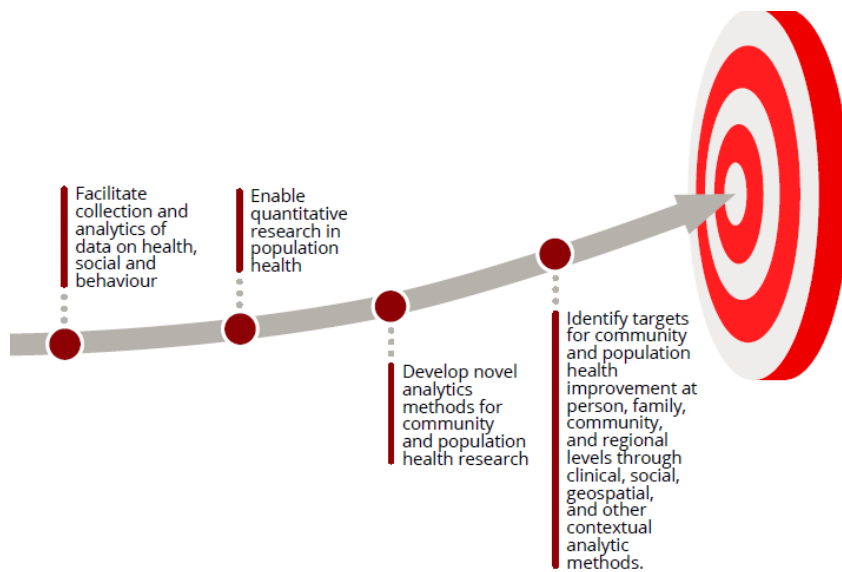 Facilitate
collection and
analytics of
data on health,
social and
behaviour
Enable
quantitative
research in
population
health
Develop novel
analytics
methods for
community
and population
health research
Identify targets
for community
and population
health
improvement at
person, family,
community,
and regional
levels through
clinical, social,
geospatial,
and other
contextual
analytic
methods.